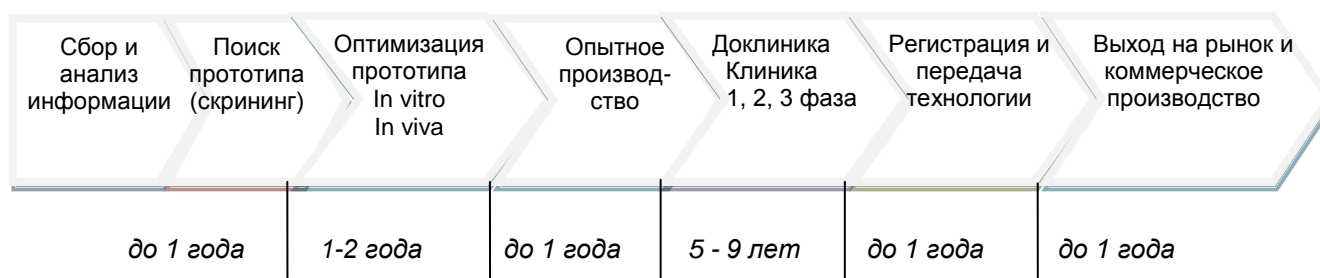 Сбор и
анализ
информации
Поиск
прототипа
(скрининг)
Оптимизация
прототипа
In vitro
In viva
Опытное
производ-
ство
Доклиника
Клиника
1, 2, 3 фаза
Регистрация и
передача
технологии
Выход на рынок и
коммерческое
производство
до 1 года
1-2 года
до 1 года
5 - 9 лет
до 1 года
до 1 года